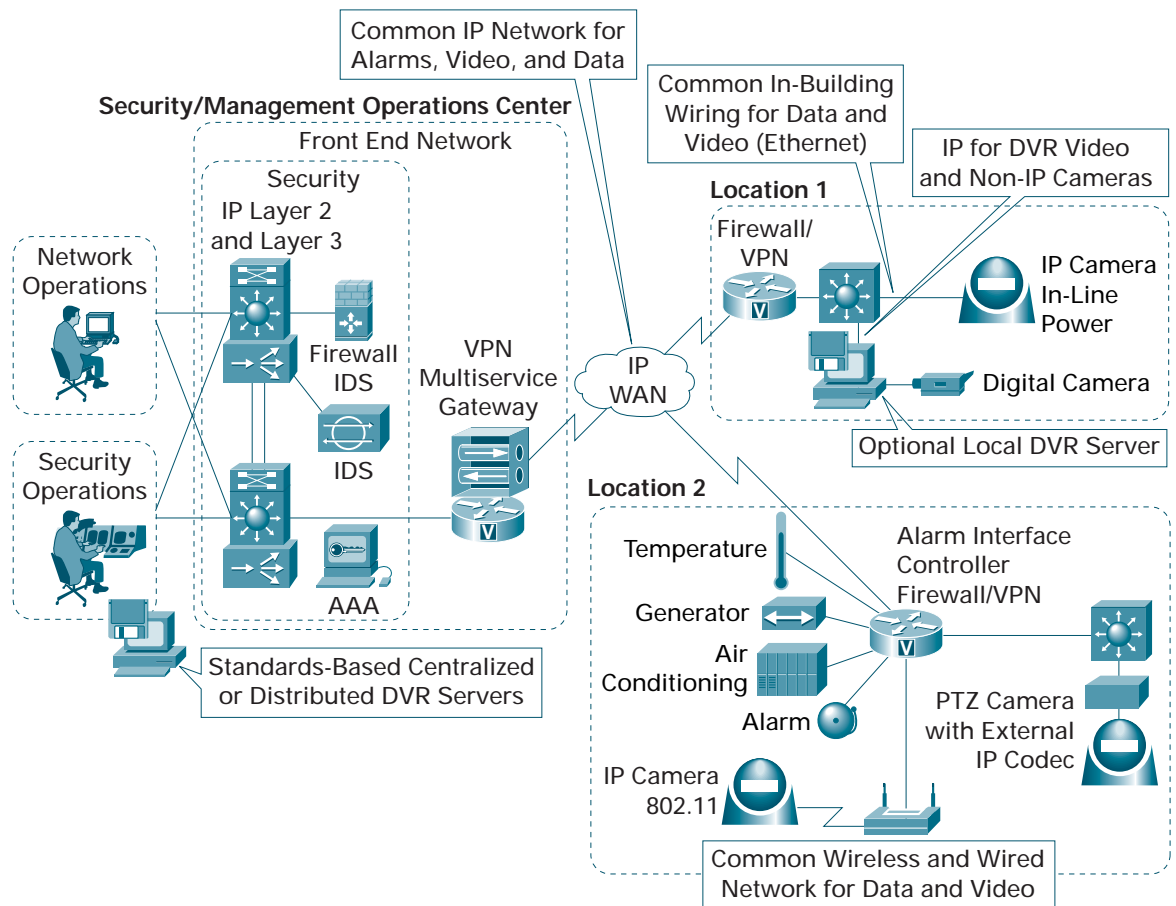 Common IP Network for
Alarms, Video, and Data
Common In-Building
Wiring for Data and
Video (Ethernet)
IP for DVR Video
and Non-IP Cameras
Security/Management Operations Center
Front End Network
Security
IP Layer 2
and Layer 3
Network
Operations
Firewall
IDS
IDS
VPN
Multiservice
Gateway
V
Security
Operations
AAA
Standards-Based Centralized
or Distributed DVR Servers
IP
WAN
Location 1
Firewall/
VPN
V
IP Camera
In-Line
Power
Digital Camera
Optional Local DVR Server
Location 2
Temperature
Generator
Air
Conditioning
Alarm
Alarm Interface
Controller
Firewall/VPN
V
PTZ Camera
with External
IP Codec
IP Camera
802.11
Common Wireless and Wired
Network for Data and Video